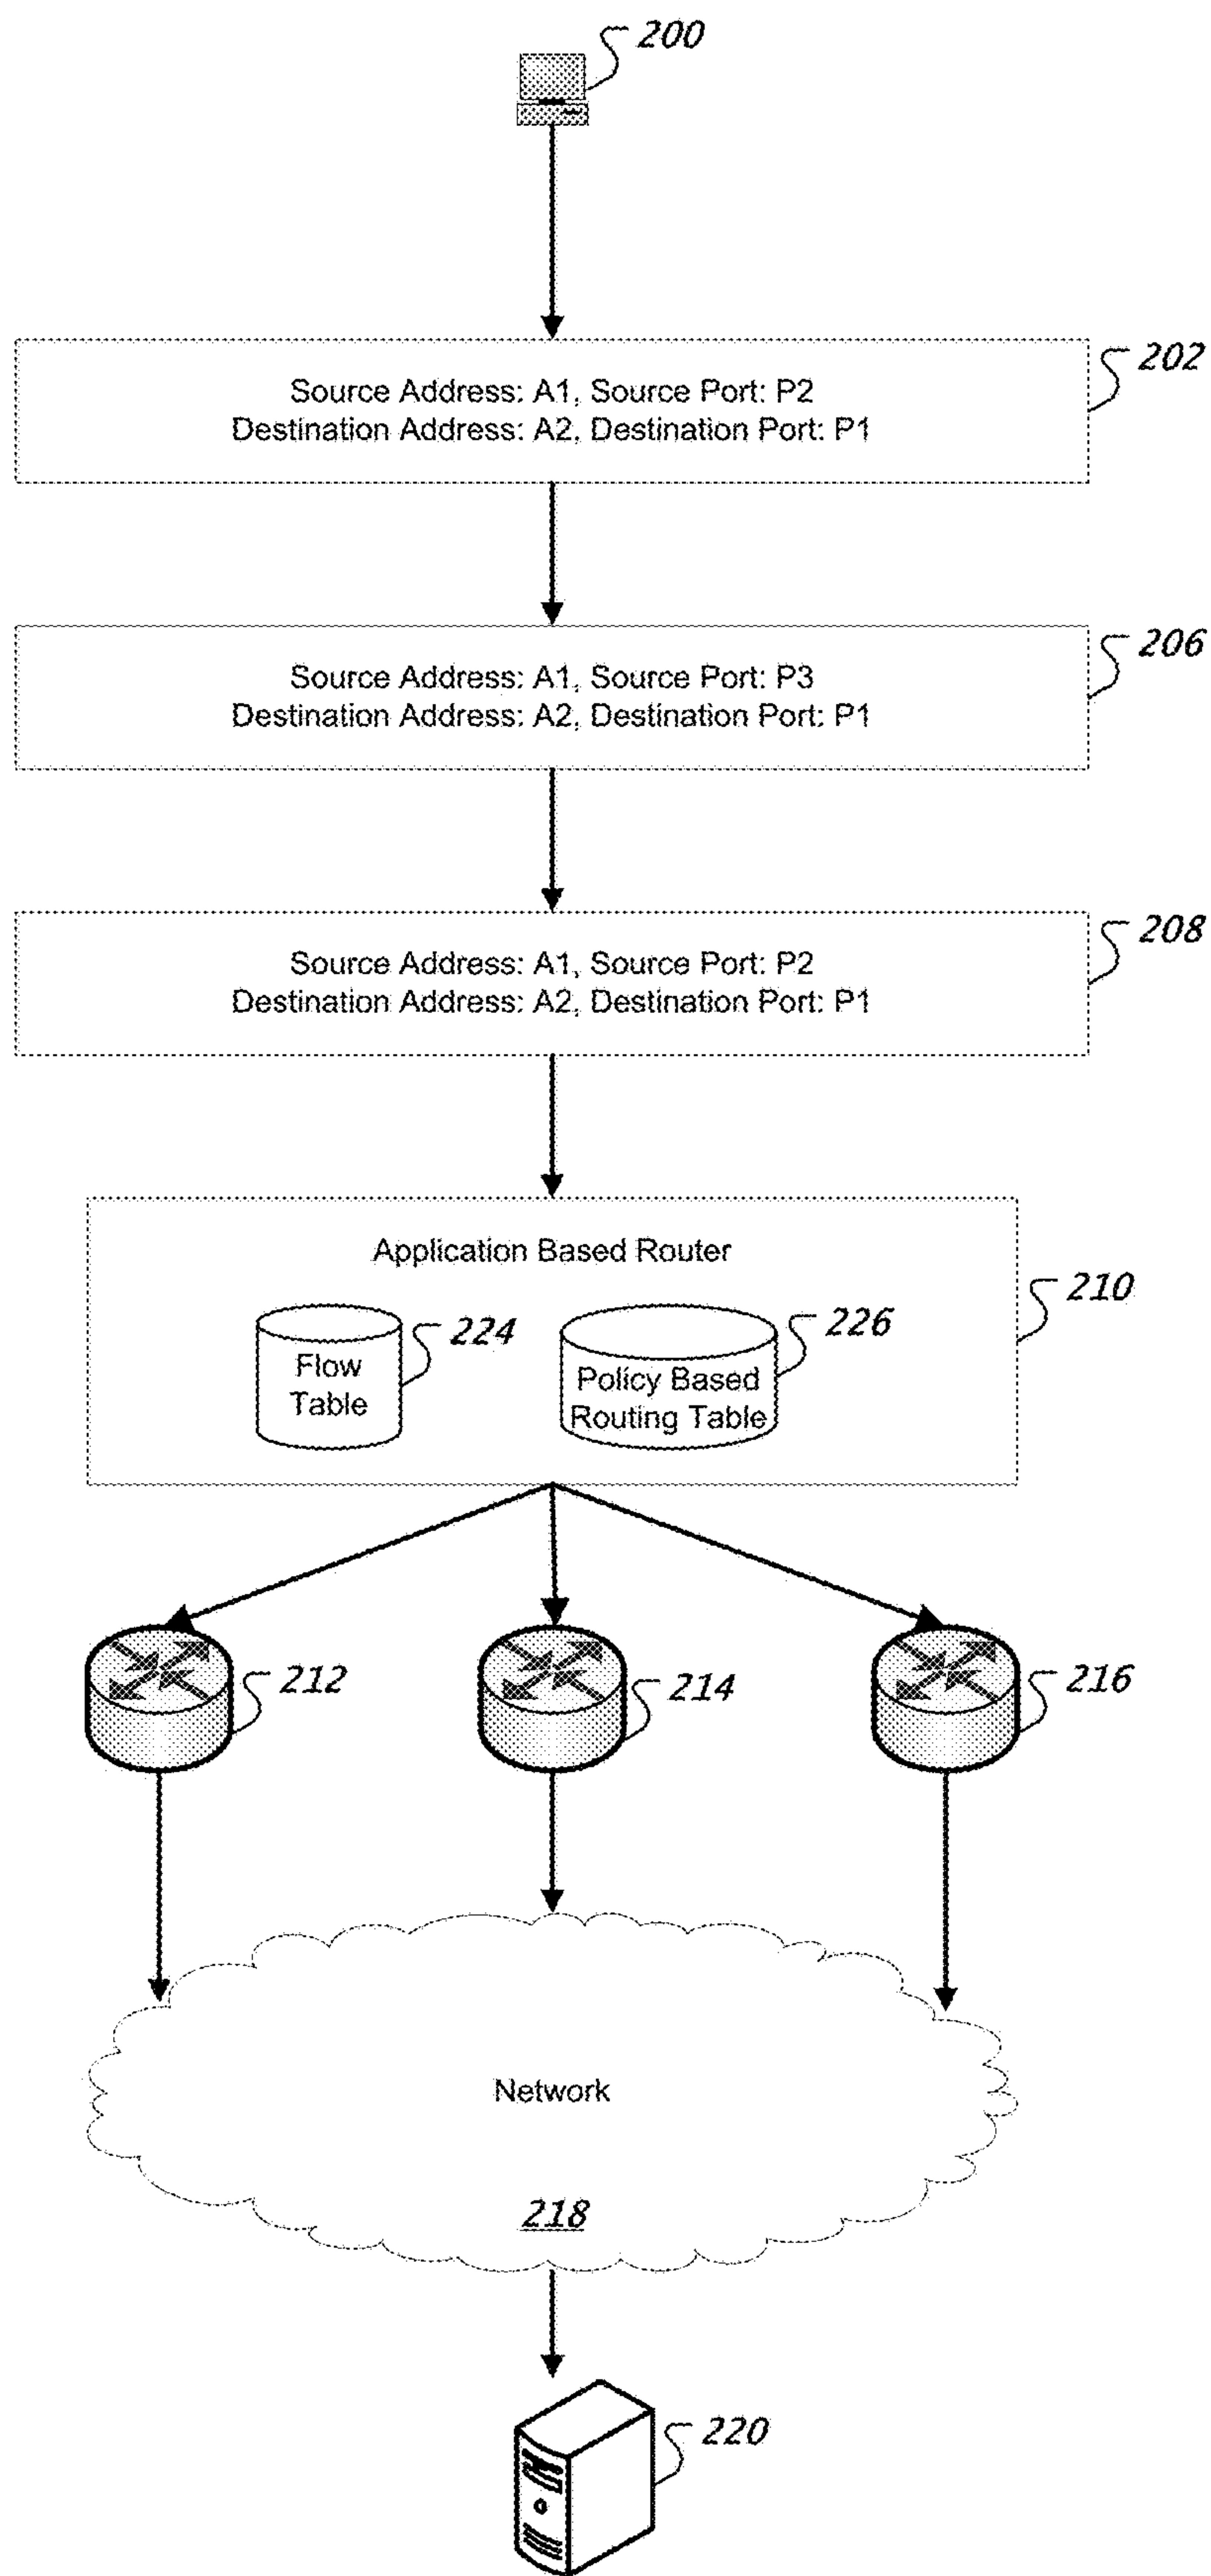 200
202
Source Address: A1, Source Port: P2
Destination Address: A2, Destination Port: P1
206
Source Address: A1, Source Port: P3
Destination Address: A2, Destination Port: P1
208
Source Address: A1, Source Port: P2
Destination Address: A2, Destination Port: P1
Application Based Router
210
224
226
Flow
Table
Policy Based
Routing Table
212
214
216
Network
218
220